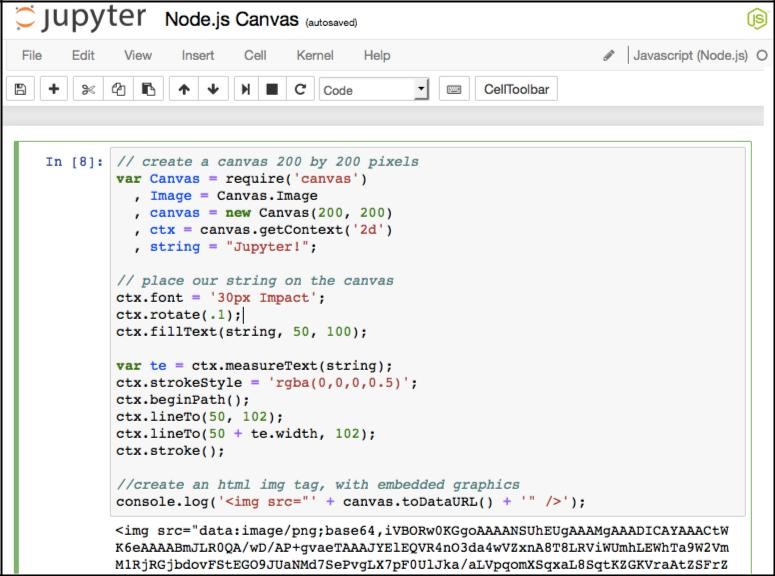 jupyter Node.js Canvas (autosaved)
JS
File Edit View Insert Cell Kernel Help Javascript (Node.js)
Code CellToolbar
In [8]: // create a canvas 200 by 200 pixels
var Canvas = require('canvas')
, Image = Canvas.Image
, canvas = new Canvas(200, 200)
, ctx = canvas.getContext('2d')
, string = "Jupyter!";
// place our string on the canvas
ctx.font = '30px Impact';
ctx.rotate(.1);
ctx.fillText(string, 50, 100);
var te = ctx.measureText(string);
ctx.strokeStyle = 'rgba(0,0,0,0.5)';
ctx.beginPath();
ctx.lineTo(50, 102);
ctx.lineTo(50 + te.width, 102);
ctx.stroke();
//create an html img tag, with embedded graphics
console.log('<img src="' + canvas.toDataURL() + '" />');
<img src="data:image/png;base64,iVBORw0KGgoAAAANSUhEUgAAAMgAAADICAYAAACtW
K6eAAAABmJLR0QA/wD/AP+gvaeTAAAJYElEQVR4nO3da4wVZxnA8T8LRViWUmhLEWhTa9W2Vm
M1RjRGjbdovFStEGO9JUaNMd7SePvgLX7pF0UlJka/aLVpqomXSqxaL8SqtKZGKVraAtZSFrZ